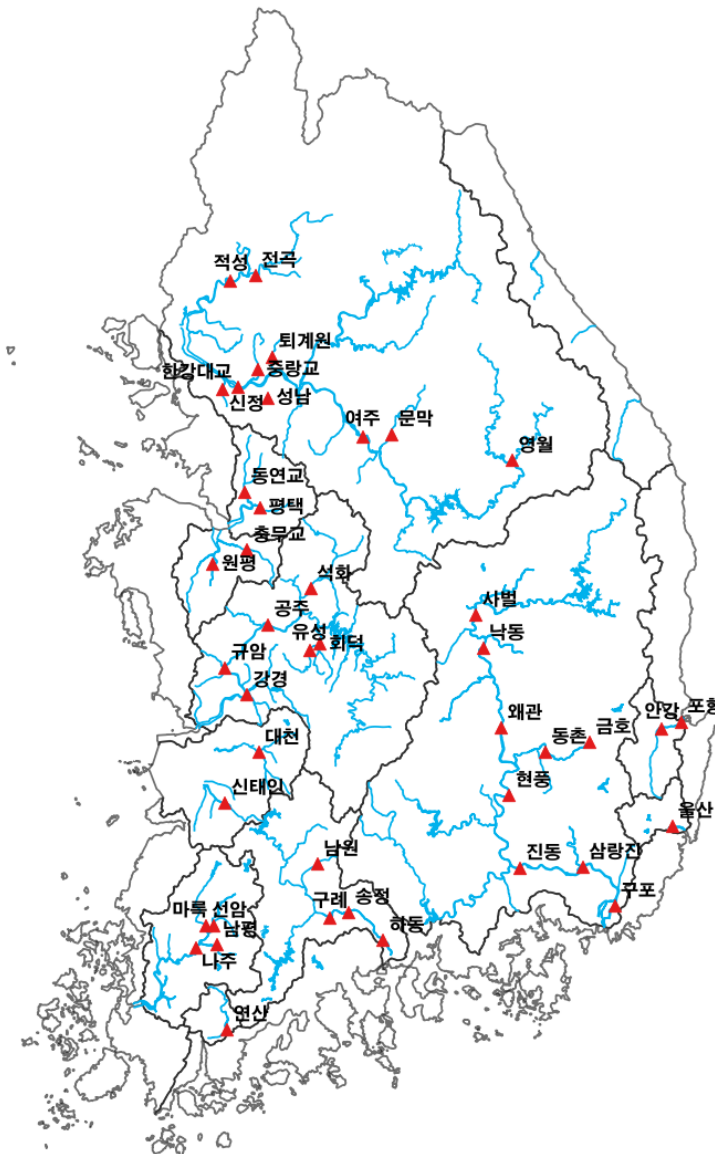 적성
전곡
퇴계원
중랑교
한강대교
신정
성남
여주
문막
영월
동연교
평택
충무교
원평
석화
공주
유성
회덕
규암
강경
사벌
낙동
왜관
동촌
금호
안강
포항
현풍
울산
대천
신태인
남원
진동
삼랑진
구포
구례
송정
하동
마륵
선암
남평
나주
연산